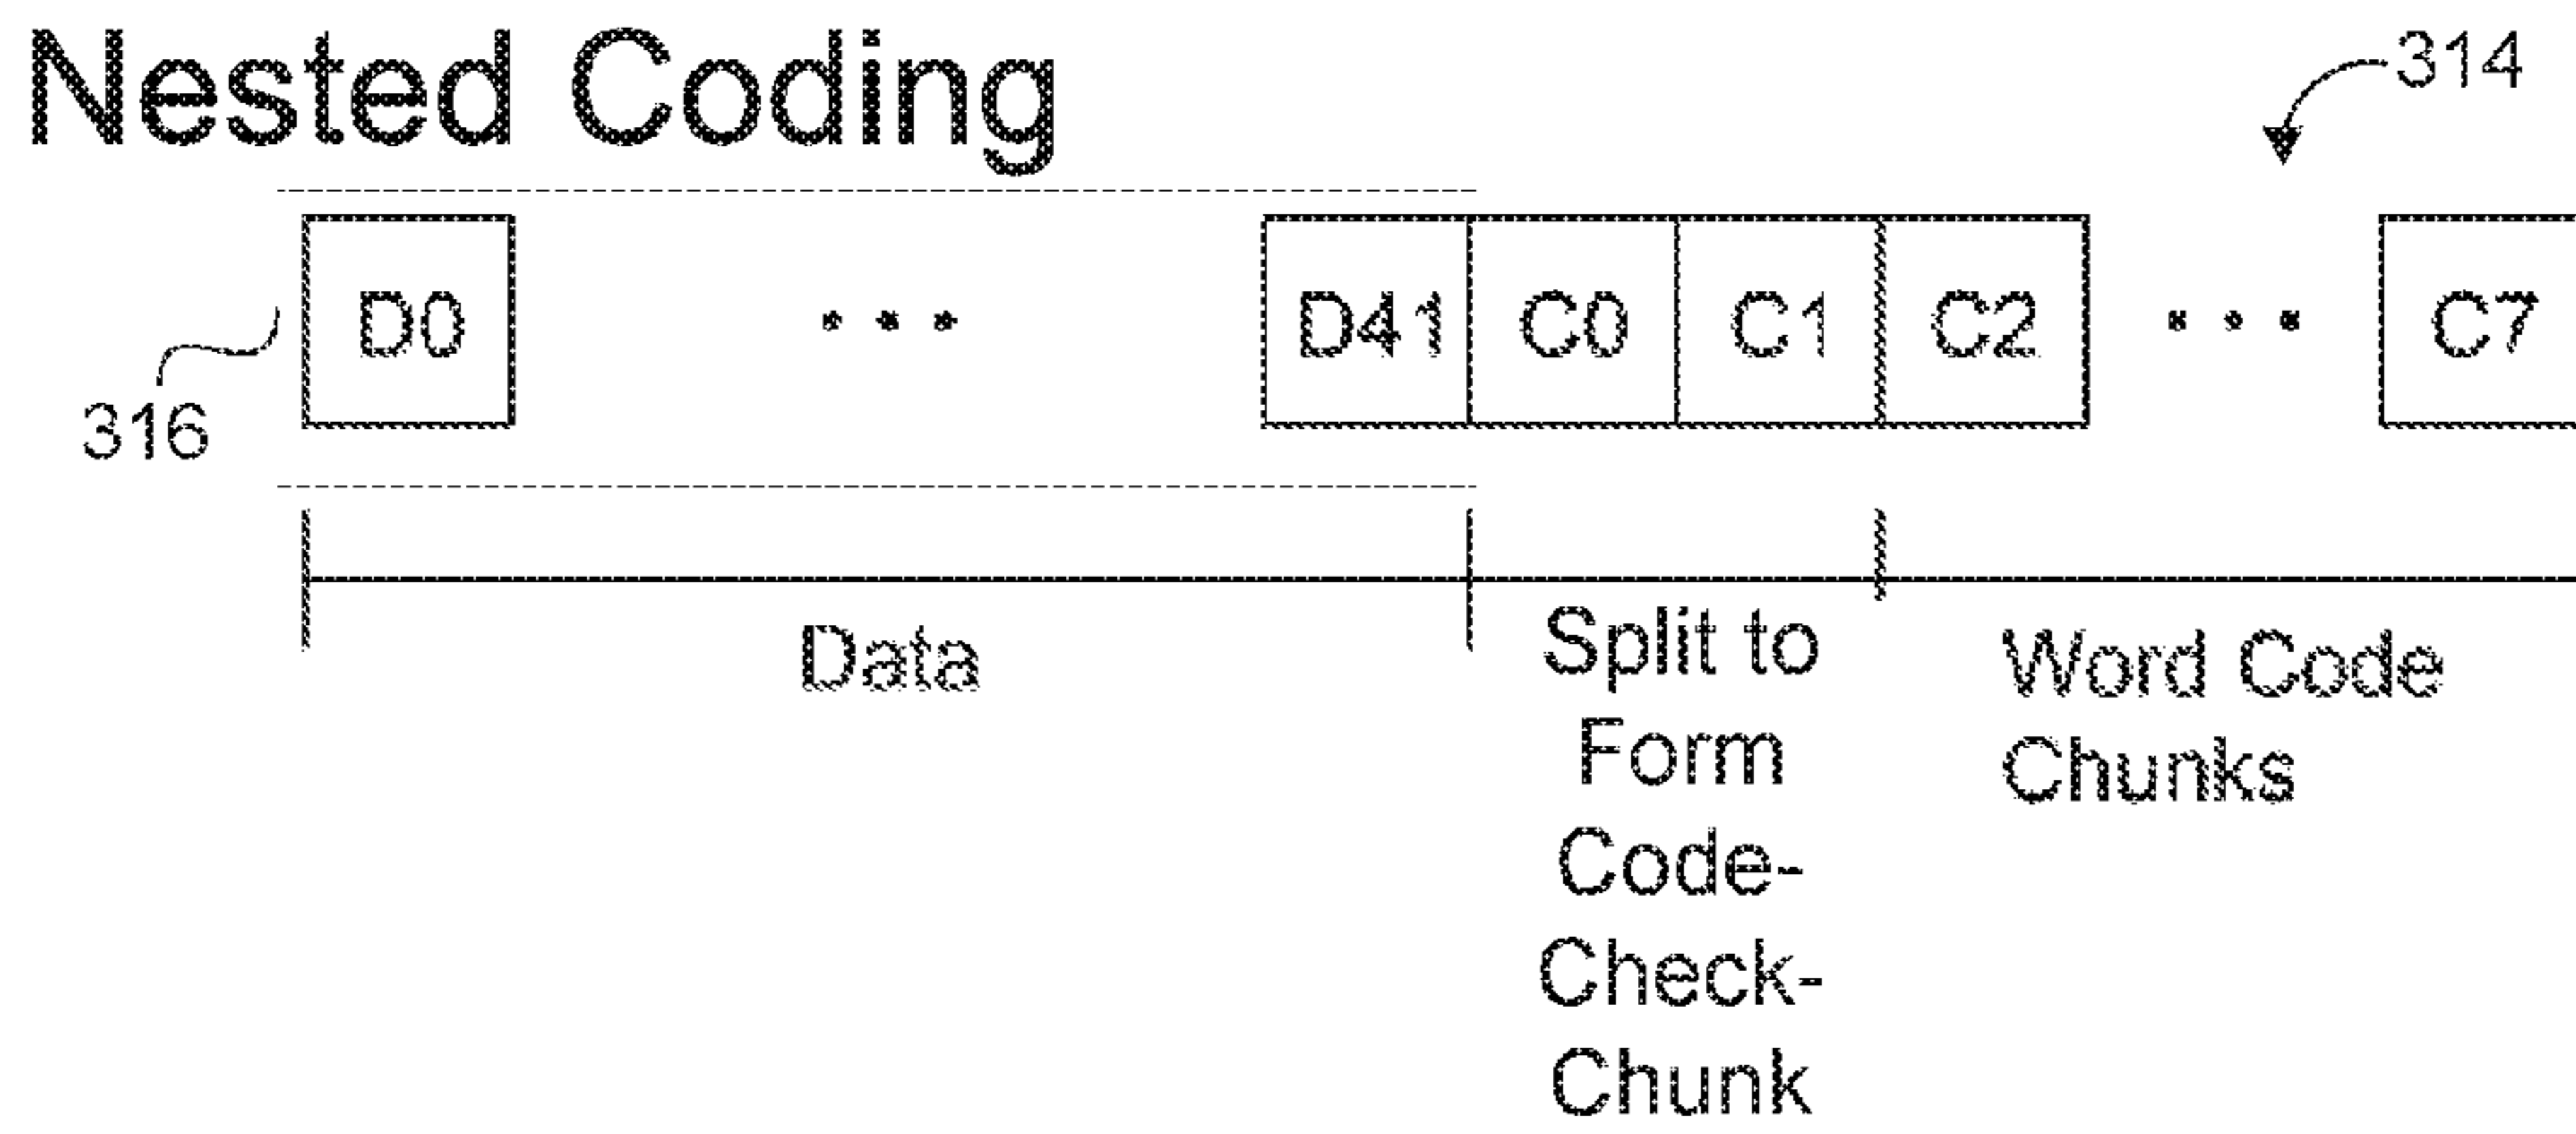 Nested Coding
314
D0 • • • D41 C0 C1 C2 • • • C7
316
Data
Split to
Form
Code-
Check-
Chunk
Word Code
Chunks